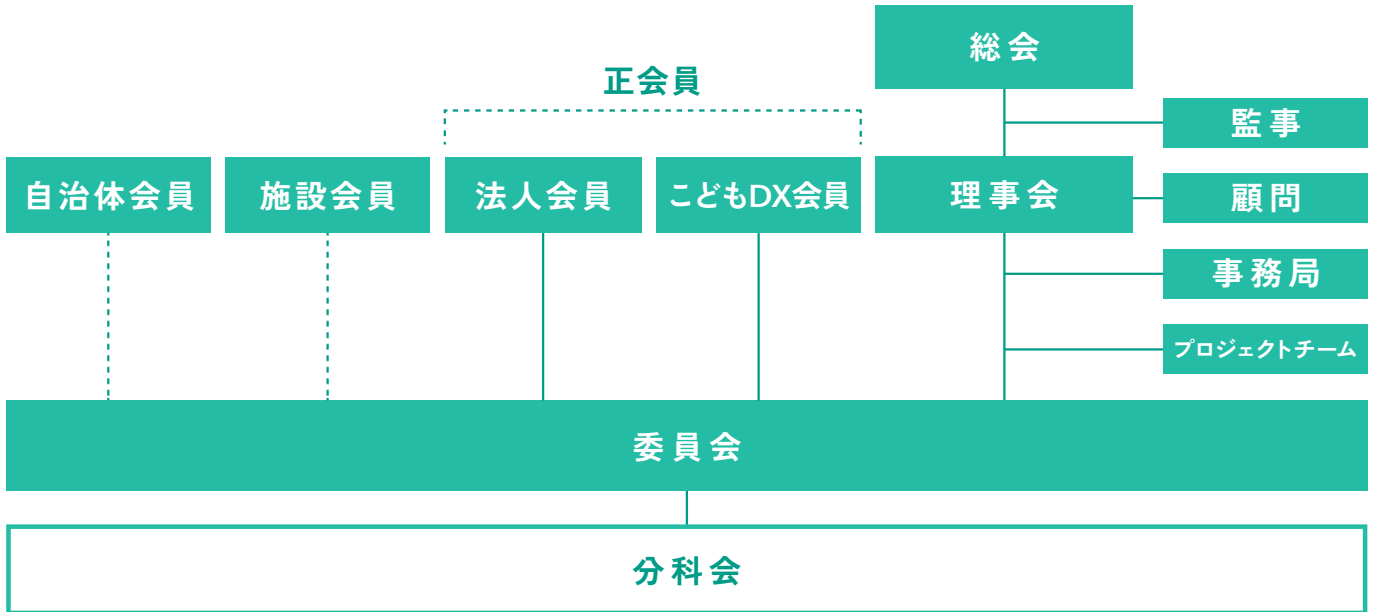 総会
正会員
監事
自治体会員
施設会員
法人会員
こどもDX会員
理事会
顧問
事務局
プロジェクトチーム
委員会
分科会